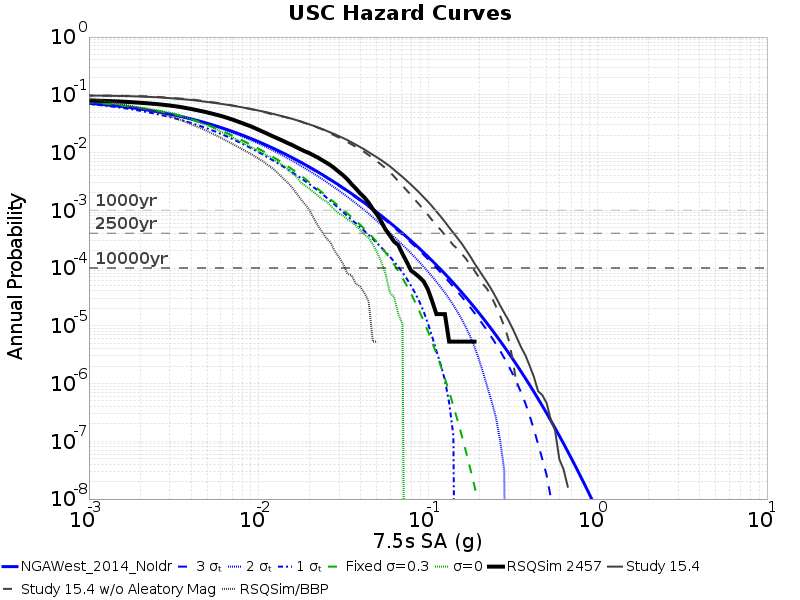 USC Hazard Curves
10^0
10^-1
10^-2
10^-3
10^-4
10^-5
10^-6
10^-7
10^-8
Annual Probability
1000yr
2500yr
10000yr
10^-3 10^-2 10^-1 10^0 10^1
7.5s SA (g)
NGAWest_2014_NoIdr 3 σₜ 2 σₜ 1 σₜ Fixed σ=0.3 σ=0 RSQSim 2457 Study 15.4
Study 15.4 w/o Aleatory Mag RSQSim/BBP